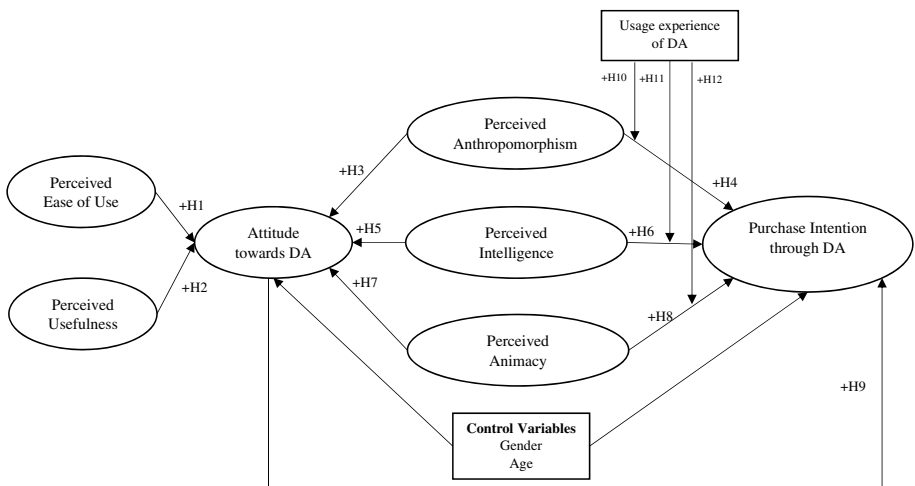 Usage experience
of DA
+H10
+H11
+H12
Perceived
Anthropomorphism
+H3
+H4
Perceived
Ease of Use
+H1
Attitude
towards DA
+H5
Perceived
Intelligence
+H6
Purchase Intention
through DA
+H2
+H7
Perceived
Usefulness
+H8
Perceived
Animacy
+H9
Control Variables
Gender
Age